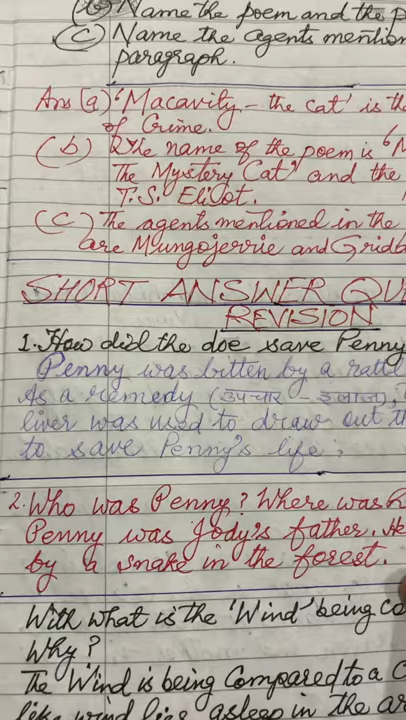 (b) Name the poem and the p
(c) Name the agents mention
paragraph.
Ans (a) 'Macavity - the cat' is th
of Crime.
(b) The name of the poem is "M
The Mystery Cat" and the
T.S. Eliot.
(c) The agents mentioned in the
are Mungojerrie and Gridb
SHORT ANSWER QU
REVISION
1. How did the doe save Penny
Penny was bitten by a rattl
As a remedy (उपचार - इलाज),
liver was used to draw out th
to save Penny's life.
2. Who was Penny? Where was
Penny was Jody's father. He
by a snake in the forest.
With what is the 'Wind' being co
Why?
The Wind is being Compared to a C
like wind lies asleep in the ar